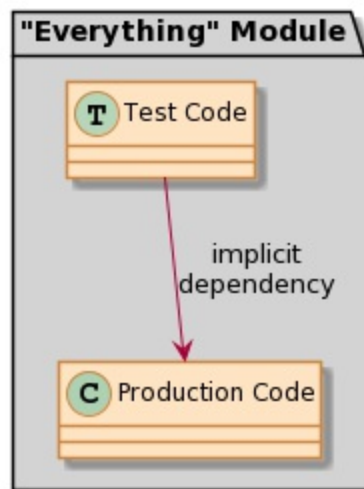 "Everything" Module
T Test Code
implicit
dependency
C Production Code